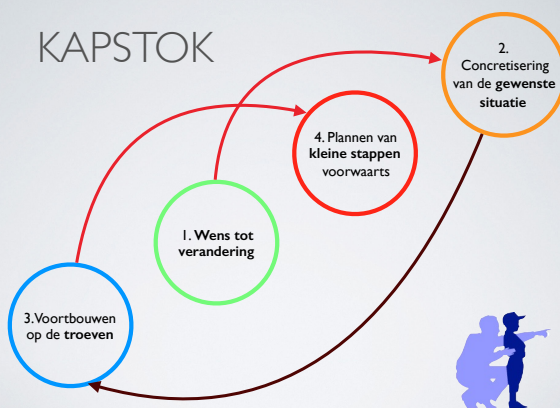 KAPSTOK
1. Wens tot
verandering
2.
Concretisering
van de gewenste
situatie
3.Voortbouwen
op de troeven
4. Plannen van
kleine stappen
voorwaarts